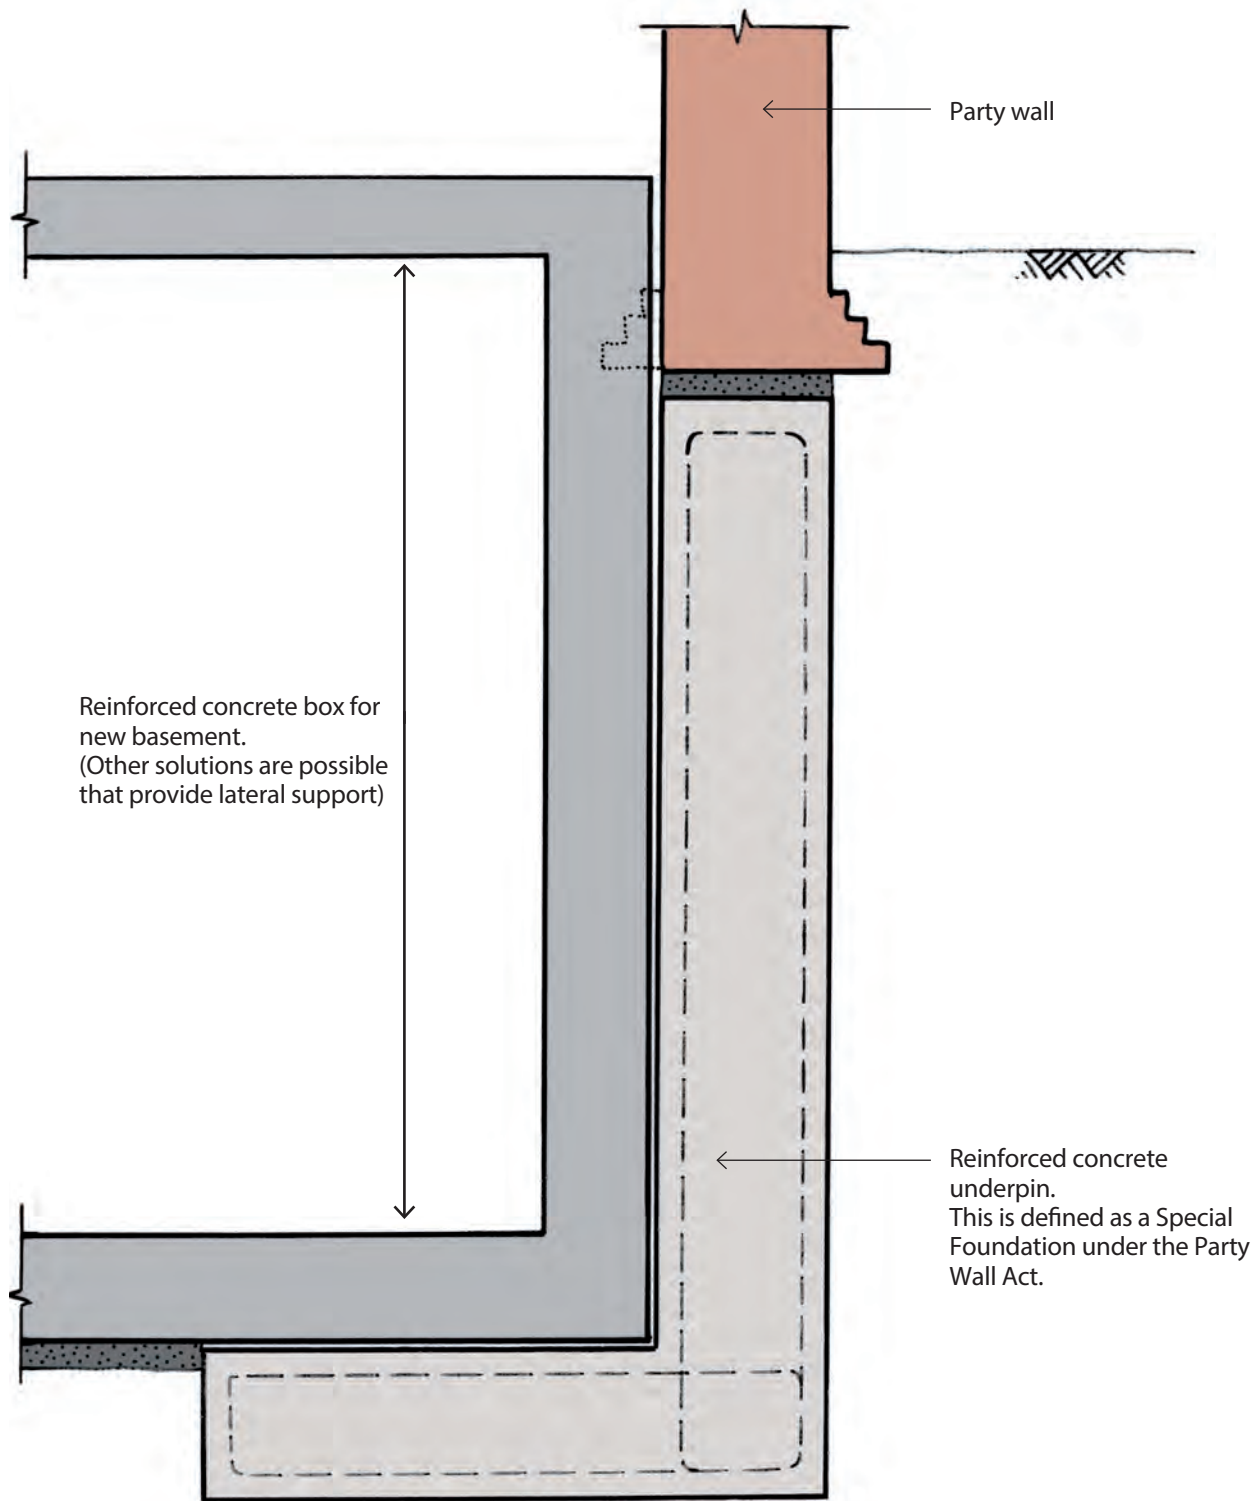 Party wall
Reinforced concrete box for
new basement.
(Other solutions are possible
that provide lateral support)
Reinforced concrete
underpin.
This is defined as a Special
Foundation under the Party
Wall Act.